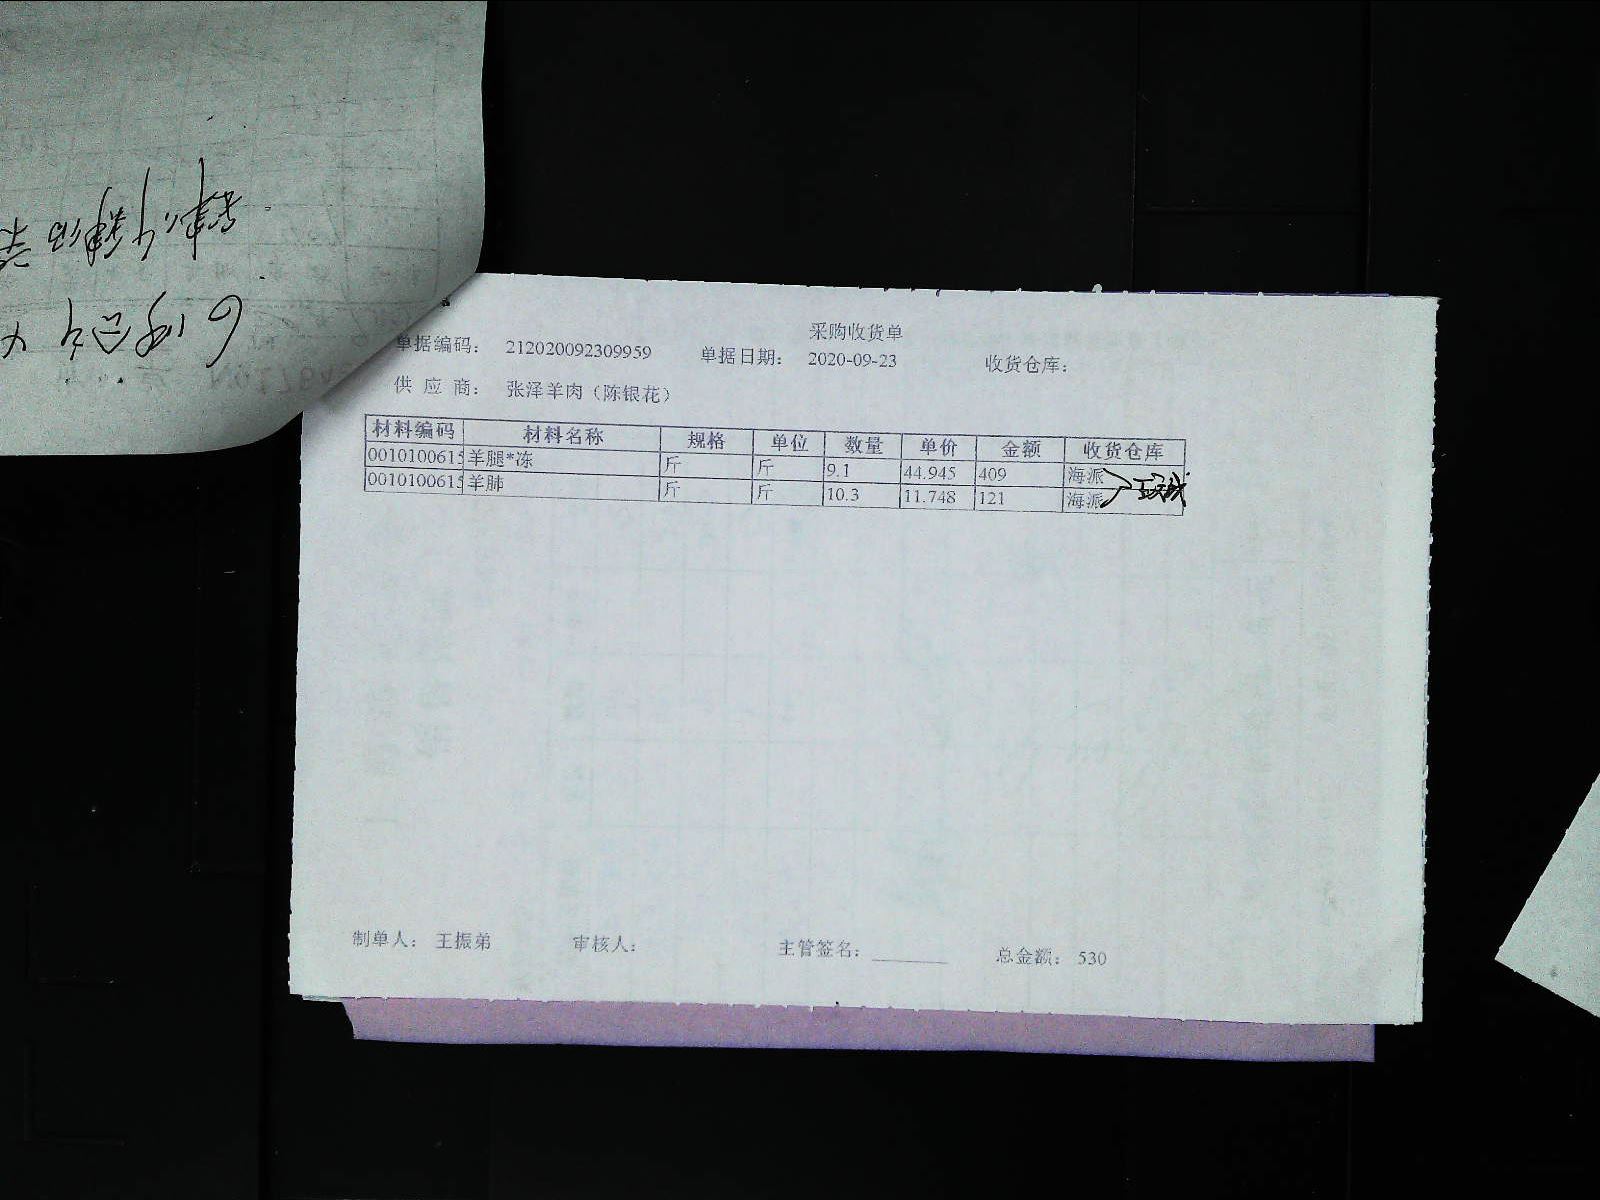 采购收货单
单据编码： 212020092309959 单据日期： 2020-09-23 收货仓库：
供 应 商： 张泽羊肉（陈银花）
材料编码 材料名称 规格 单位 数量 单价 金额 收货仓库
0010100615 羊腿*冻 斤 斤 9.1 44.945 409 海派
0010100615 羊肺 斤 斤 10.3 11.748 121 海派
制单人： 王振弟 审核人： 主管签名： 总金额： 530